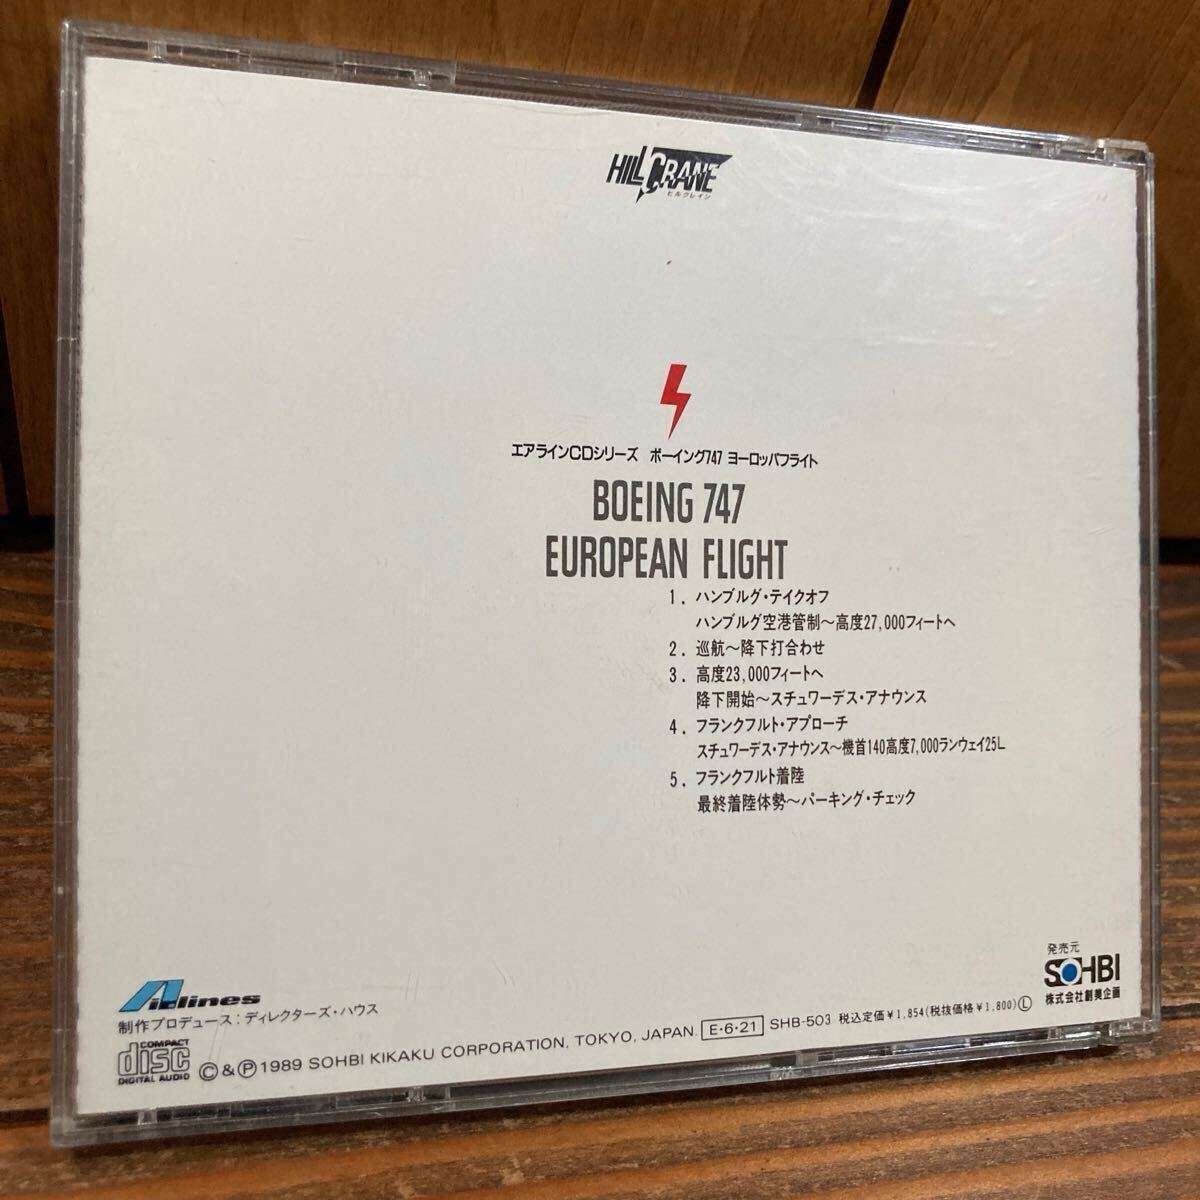 HILLCRANE
ヒルクレイン
エアラインCDシリーズ ボーイング747 ヨーロッパフライト
BOEING 747
EUROPEAN FLIGHT
1. ハンブルグ・テイクオフ
ハンブルグ空港管制〜高度27,000フィートへ
2. 巡航〜降下打合わせ
3. 高度23,000フィートへ
降下開始〜スチュワーデス・アナウンス
4. フランクフルト・アプローチ
スチュワーデス・アナウンス〜機首140高度7,000ランウェイ25L
5. フランクフルト着陸
最終着陸体勢〜パーキング・チェック
Airlines
制作プロデュース:ディレクターズ・ハウス
COMPACT
disc
DIGITAL AUDIO
Ⓒ&Ⓟ1989 SOHBI KIKAKU CORPORATION, TOKYO, JAPAN. E・6・21 SHB-503 税込定価¥1,854(税抜価格¥1,800)Ⓛ
発売元
SOHBI
株式会社創美企画